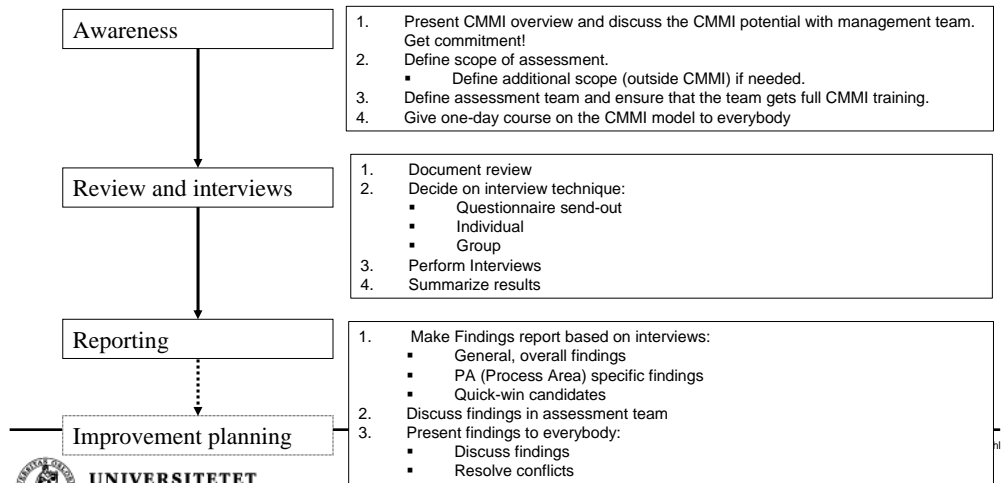 Awareness
1. Present CMMI overview and discuss the CMMI potential with management team.
Get commitment!
2. Define scope of assessment.
▪ Define additional scope (outside CMMI) if needed.
3. Define assessment team and ensure that the team gets full CMMI training.
4. Give one-day course on the CMMI model to everybody
Review and interviews
1. Document review
2. Decide on interview technique:
▪ Questionnaire send-out
▪ Individual
▪ Group
3. Perform Interviews
4. Summarize results
Reporting
1. Make Findings report based on interviews:
▪ General, overall findings
▪ PA (Process Area) specific findings
▪ Quick-win candidates
2. Discuss findings in assessment team
3. Present findings to everybody:
▪ Discuss findings
▪ Resolve conflicts
Improvement planning
UNIVERSITETET